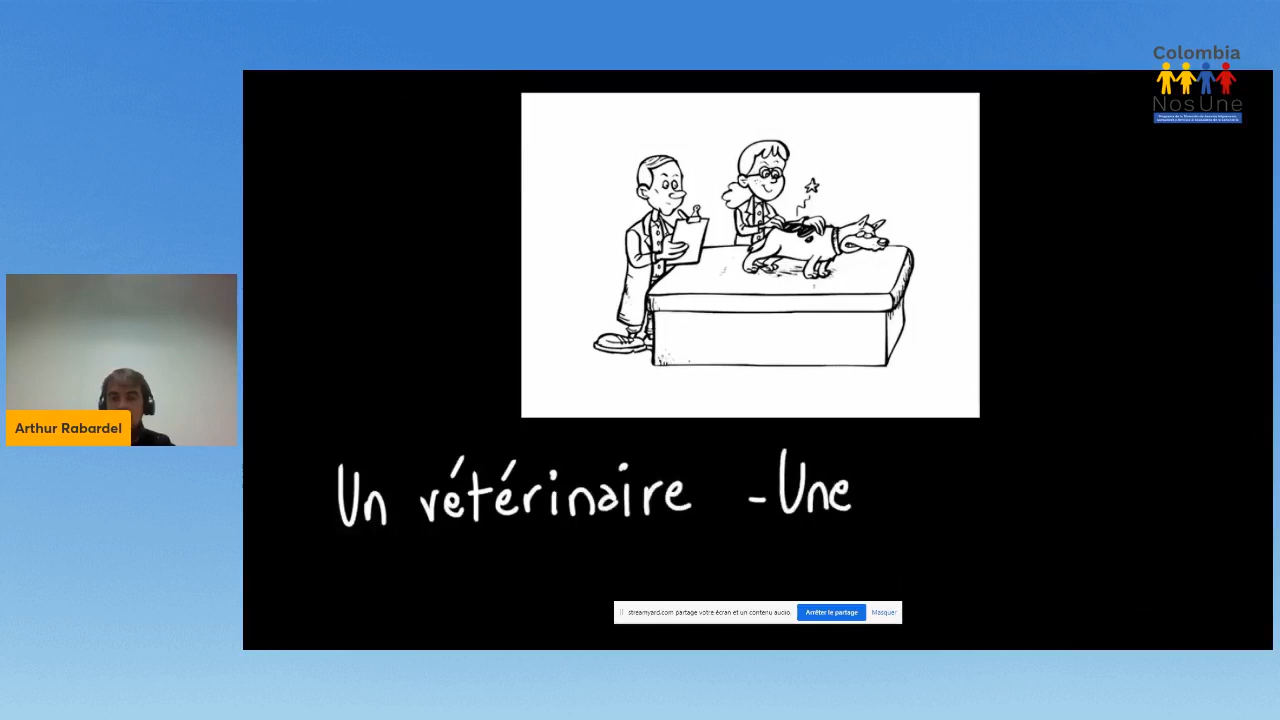 Colombia
NosUne
Arthur Rabardel
Un vétérinaire - Une
streamyard.com partage votre écran et un contenu audio. Arrêter le partage Masquer